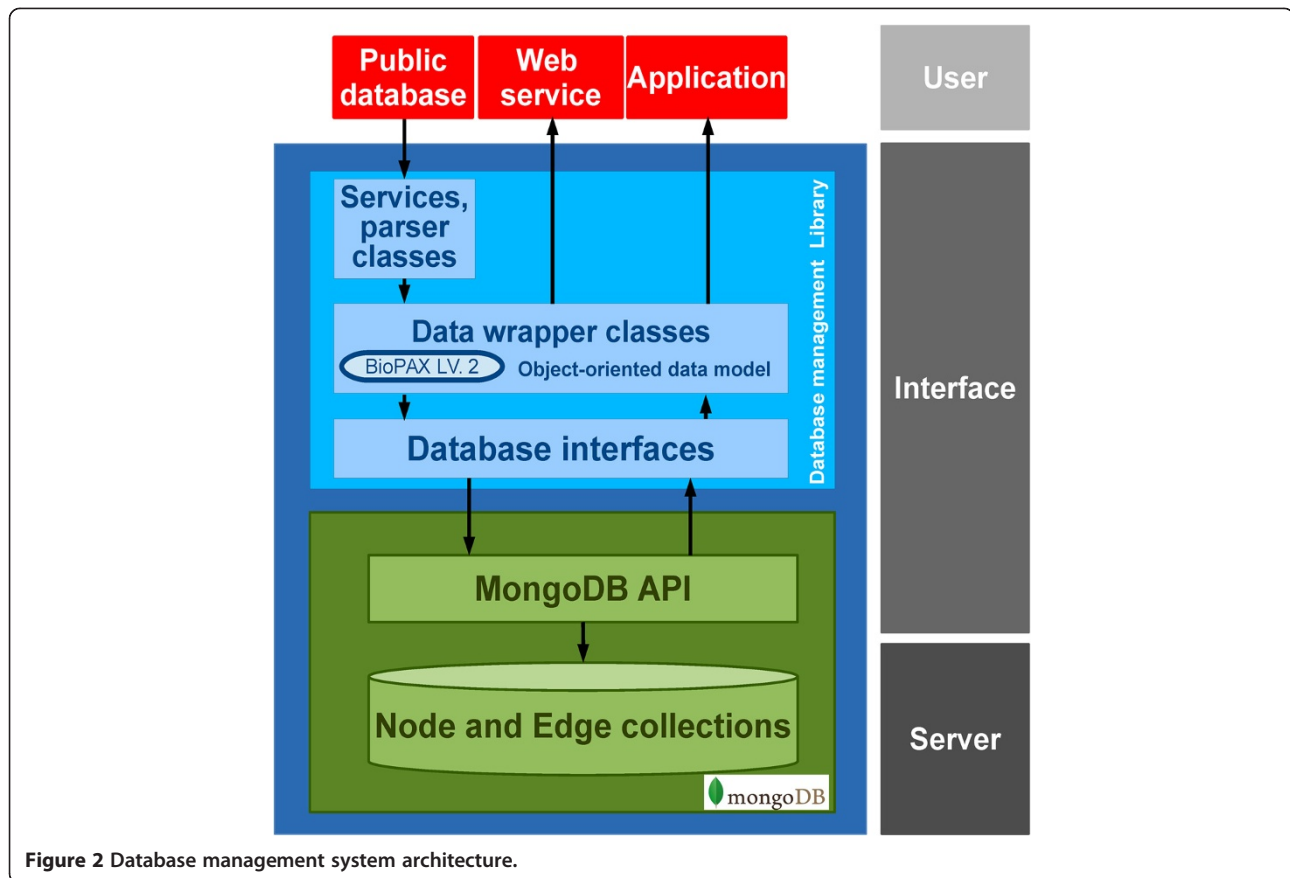 Public
database
Web
service
Application
User
Services,
parser
classes
Database management Library
Data wrapper classes
BioPAX LV. 2
Object-oriented data model
Database interfaces
Interface
MongoDB API
Node and Edge collections
Server
mongoDB
Figure 2 Database management system architecture.